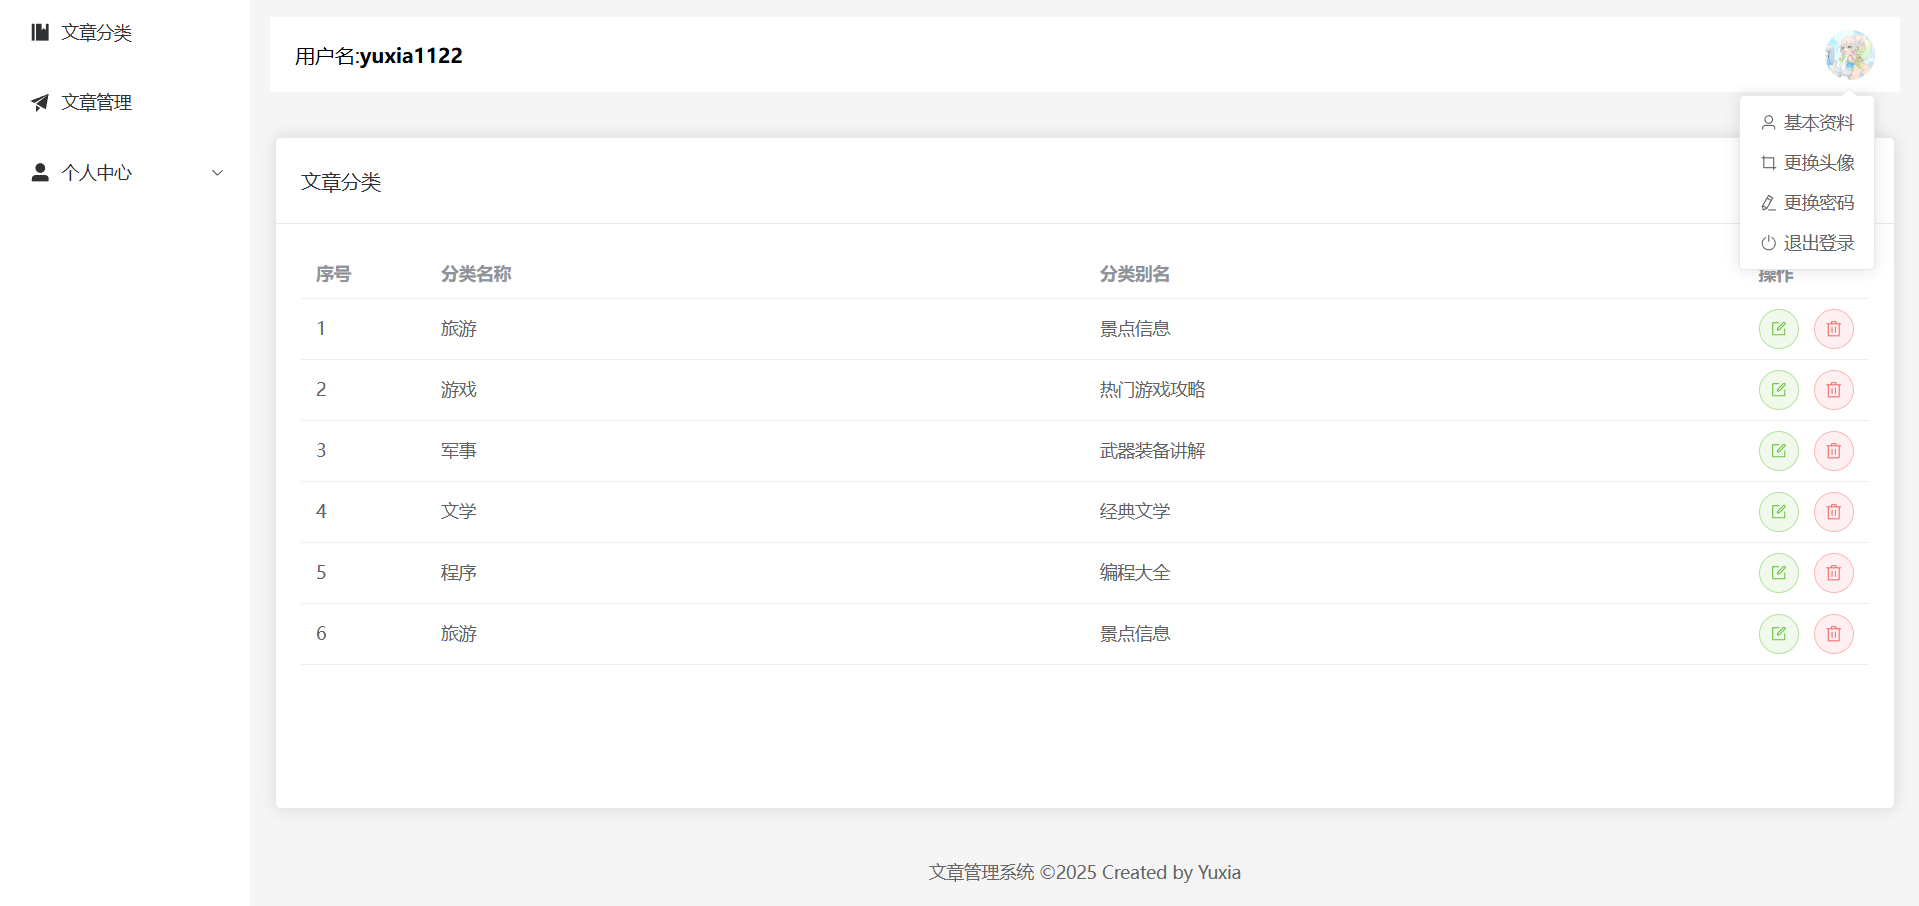 文章分类
文章管理
个人中心
用户名:yuxia1122
基本资料
更换头像
更换密码
退出登录
文章分类
序号 分类名称 分类别名 操作
1 旅游 景点信息
2 游戏 热门游戏攻略
3 军事 武器装备讲解
4 文学 经典文学
5 程序 编程大全
6 旅游 景点信息
文章管理系统 ©2025 Created by Yuxia